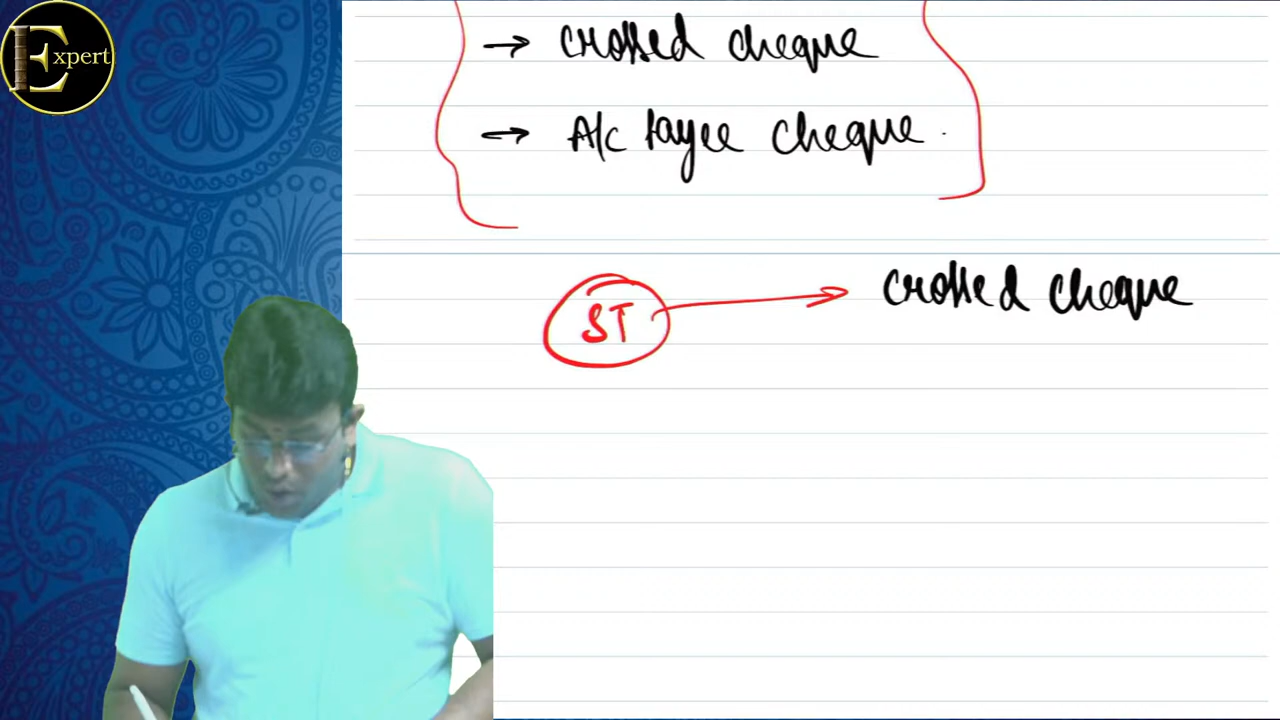 Expert
→ crossed cheque
→ A/c payee cheque.
ST → crossed cheque